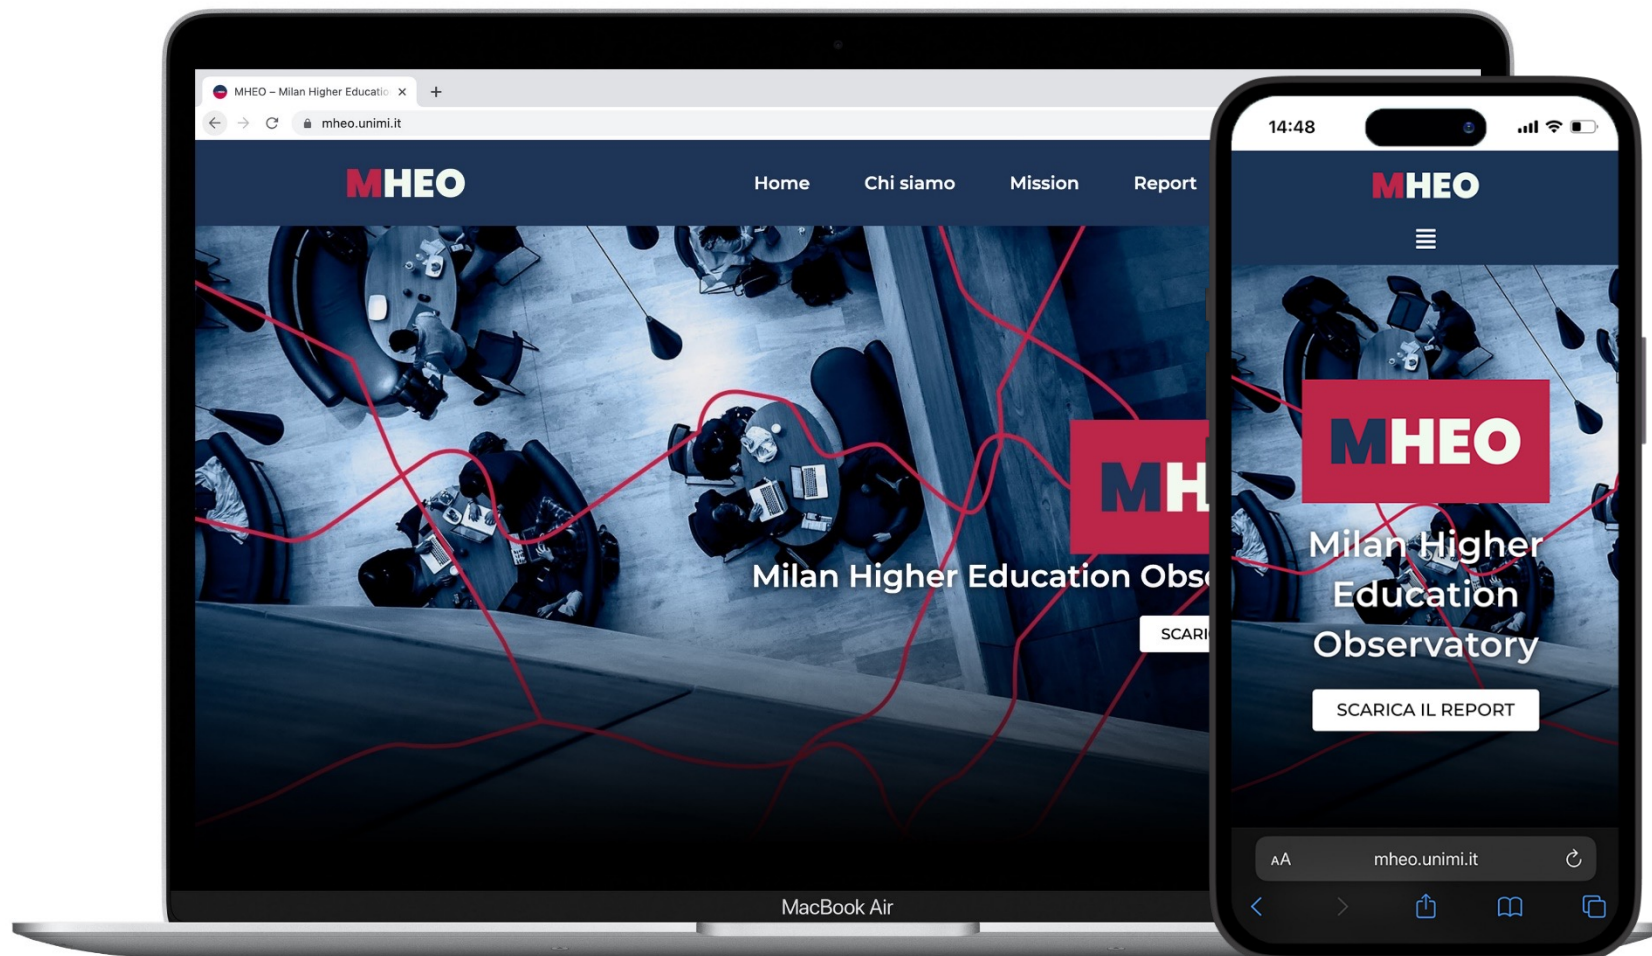 MHEO – Milan Higher Educatio
mheo.unimi.it
MHEO
Home Chi siamo Mission Report
MH
Milan Higher Education Obs
SCARI
MacBook Air
14:48
MHEO
MHEO
Milan Higher
Education
Observatory
SCARICA IL REPORT
AA mheo.unimi.it